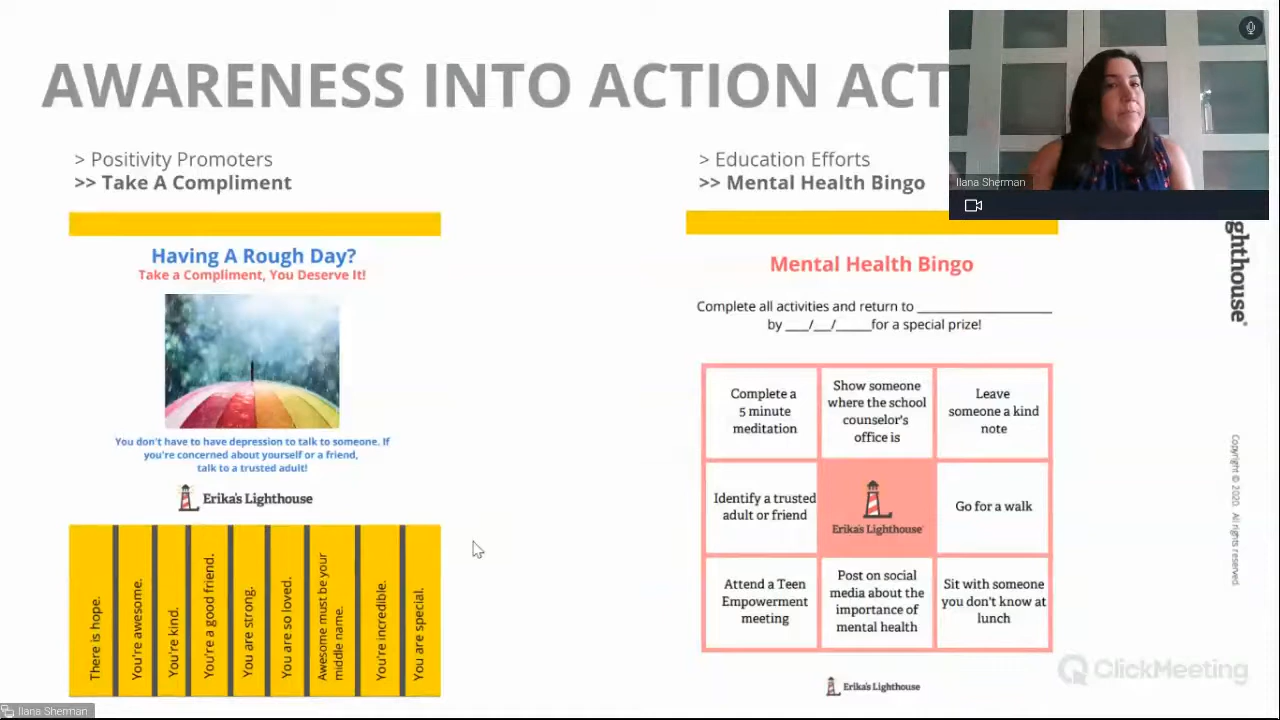 AWARENESS INTO ACTION ACT
> Positivity Promoters
>> Take A Compliment
Having A Rough Day?
Take a Compliment, You Deserve It!
You don't have to have depression to talk to someone. If
you're concerned about yourself or a friend,
talk to a trusted adult!
Erika's Lighthouse
There is hope.
You're awesome.
You're kind.
You're a good friend.
You are strong.
You are so loved.
Awesome must be your
middle name.
You're incredible.
You are special.
> Education Efforts
>> Mental Health Bingo
Mental Health Bingo
Complete all activities and return to ____________________
by ____/___/______for a special prize!
Complete a
5 minute
meditation
Show someone
where the school
counselor's
office is
Leave
someone a kind
note
Identify a trusted
adult or friend
Erika's Lighthouse
Go for a walk
Attend a Teen
Empowerment
meeting
Post on social
media about the
importance of
mental health
Sit with someone
you don't know at
lunch
Erika's Lighthouse
Ilana Sherman
ghthouse
Copyright © 2020. All rights reserved.
ClickMeeting
Ilana Sherman